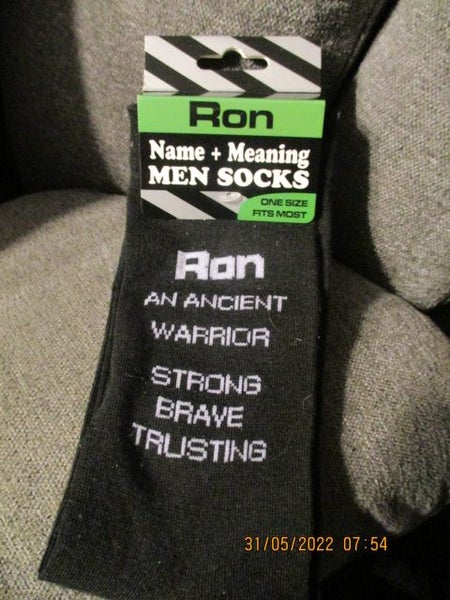 Ron
Name + Meaning
MEN SOCKS
ONE SIZE
FITS MOST
Ron
AN ANCIENT
WARRIOR
STRONG
BRAVE
TRUSTING
31/05/2022 07:54